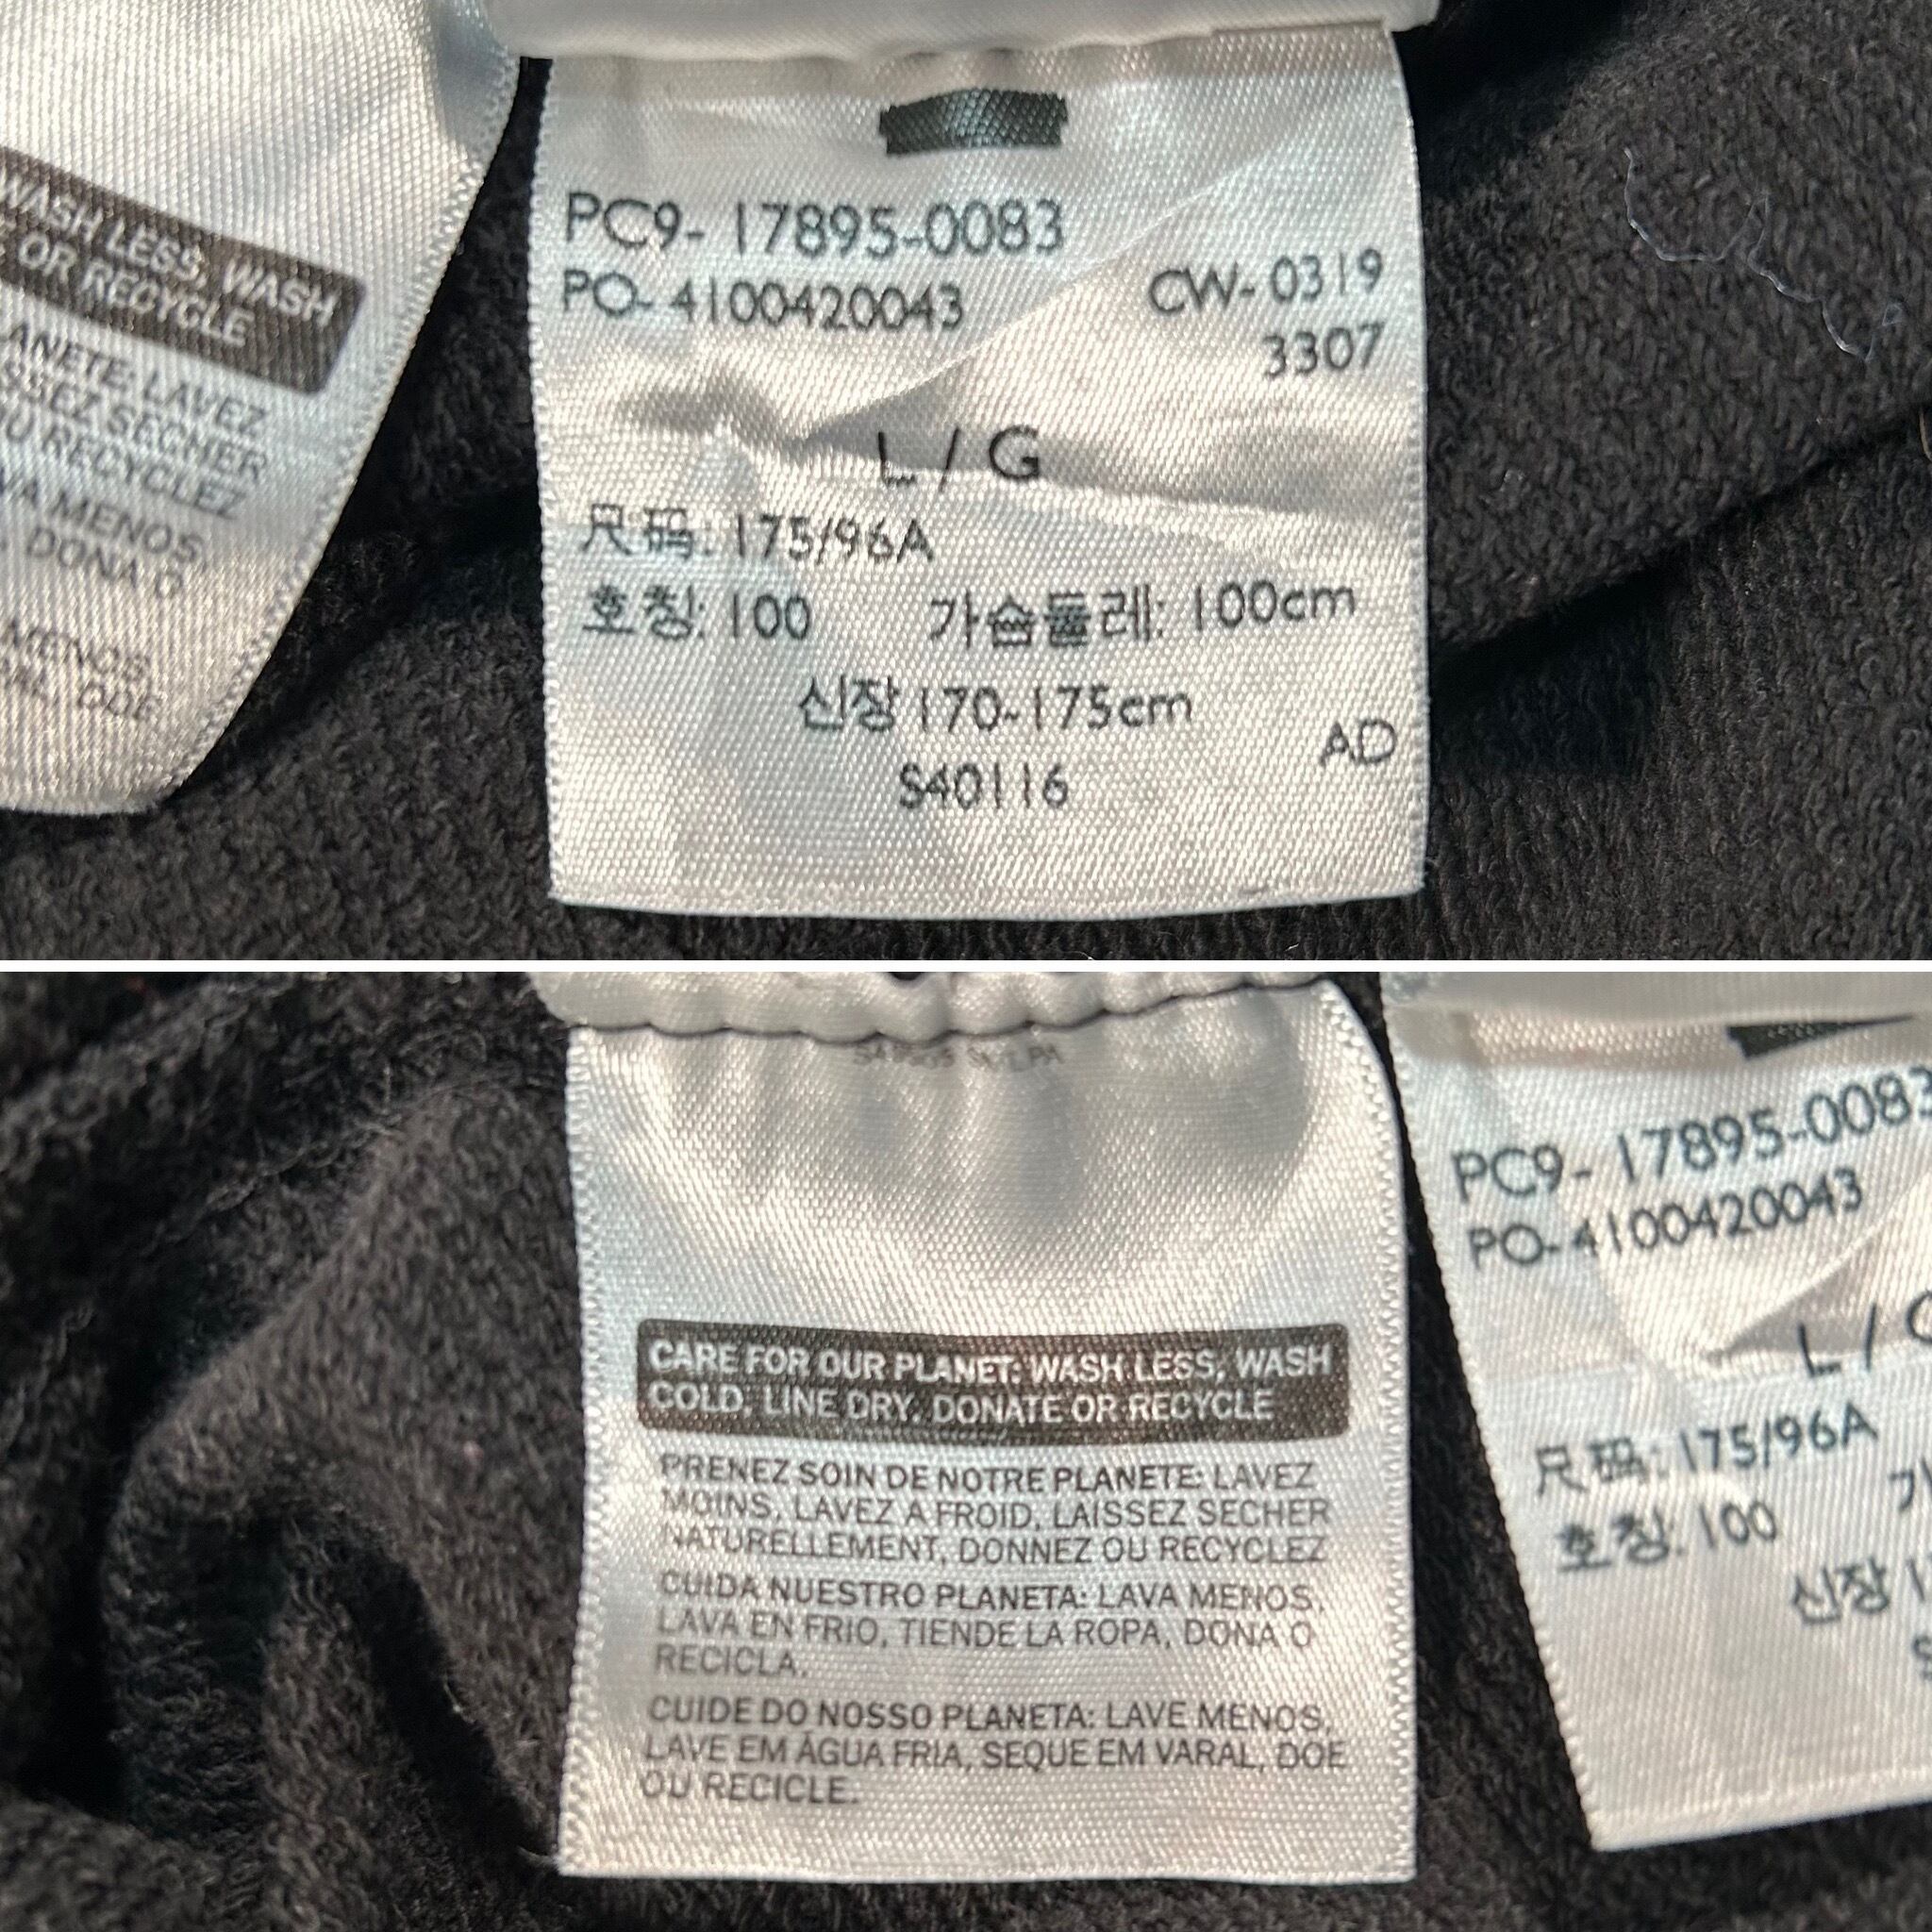 WASH LESS, WASH
OR RECYCLE
LAVEZ
SECHER
RECYCLEZ
MENOS
DONA O
PC9- 17895-0083
PO- 4100420043
CW- 0319
3307
L / G
尺码: 175/96A
호칭: 100 가슴둘레: 100cm
신장 170-175cm
AD
S40116
CARE FOR OUR PLANET: WASH LESS, WASH
COLD, LINE DRY, DONATE OR RECYCLE
PRENEZ SOIN DE NOTRE PLANETE: LAVEZ
MOINS, LAVEZ A FROID, LAISSEZ SECHER
NATURELLEMENT, DONNEZ OU RECYCLEZ
CUIDA NUESTRO PLANETA: LAVA MENOS,
LAVA EN FRIO, TIENDE LA ROPA, DONA O
RECICLA.
CUIDE DO NOSSO PLANETA: LAVE MENOS,
LAVE EM ÁGUA FRIA, SEQUE EM VARAL, DOE
OU RECICLE.
PC9- 17895-0083
PO- 4100420043
L /
尺码: 175/96A
호칭: 100
신장